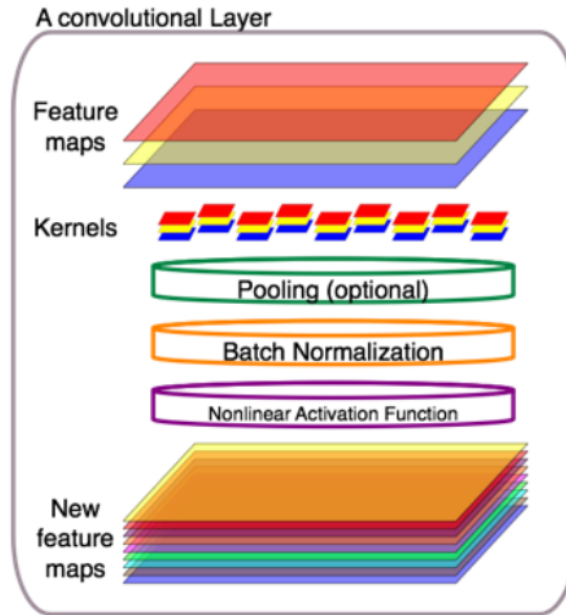 A convolutional Layer
Feature
maps
Kernels
Pooling (optional)
Batch Normalization
Nonlinear Activation Function
New
feature
maps